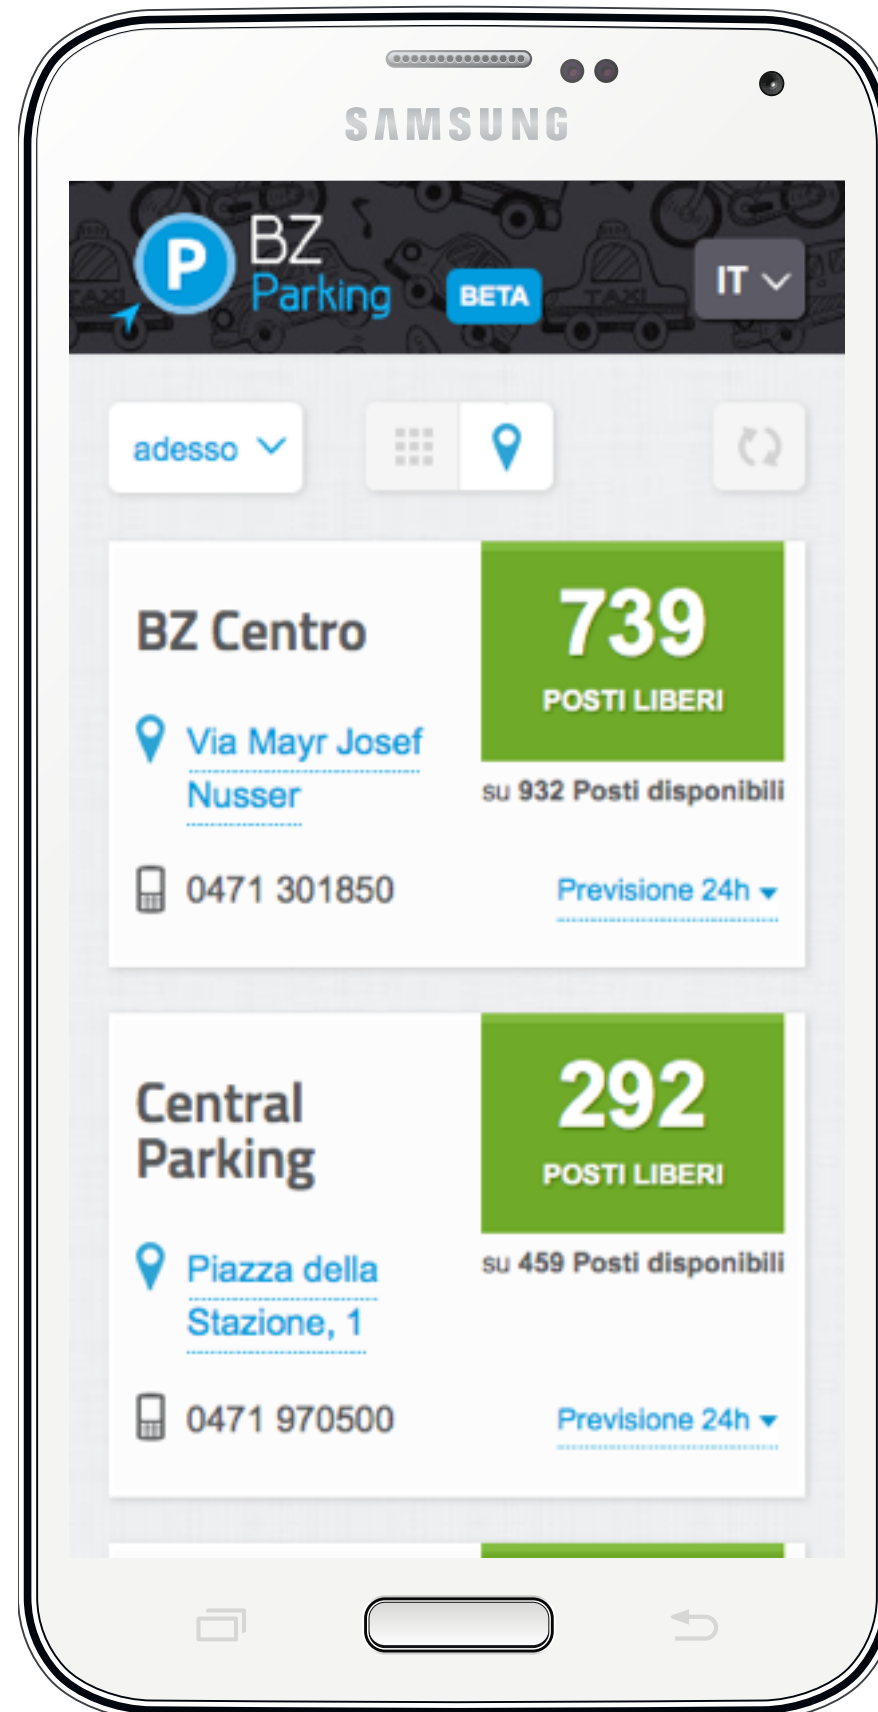 SAMSUNG
P
BZ
Parking
BETA
IT
TAXI
TAXI
adesso
BZ Centro
739
POSTI LIBERI
Via Mayr Josef
Nusser
su 932 Posti disponibili
0471 301850
Previsione 24h
Central
Parking
292
POSTI LIBERI
Piazza della
Stazione, 1
su 459 Posti disponibili
0471 970500
Previsione 24h